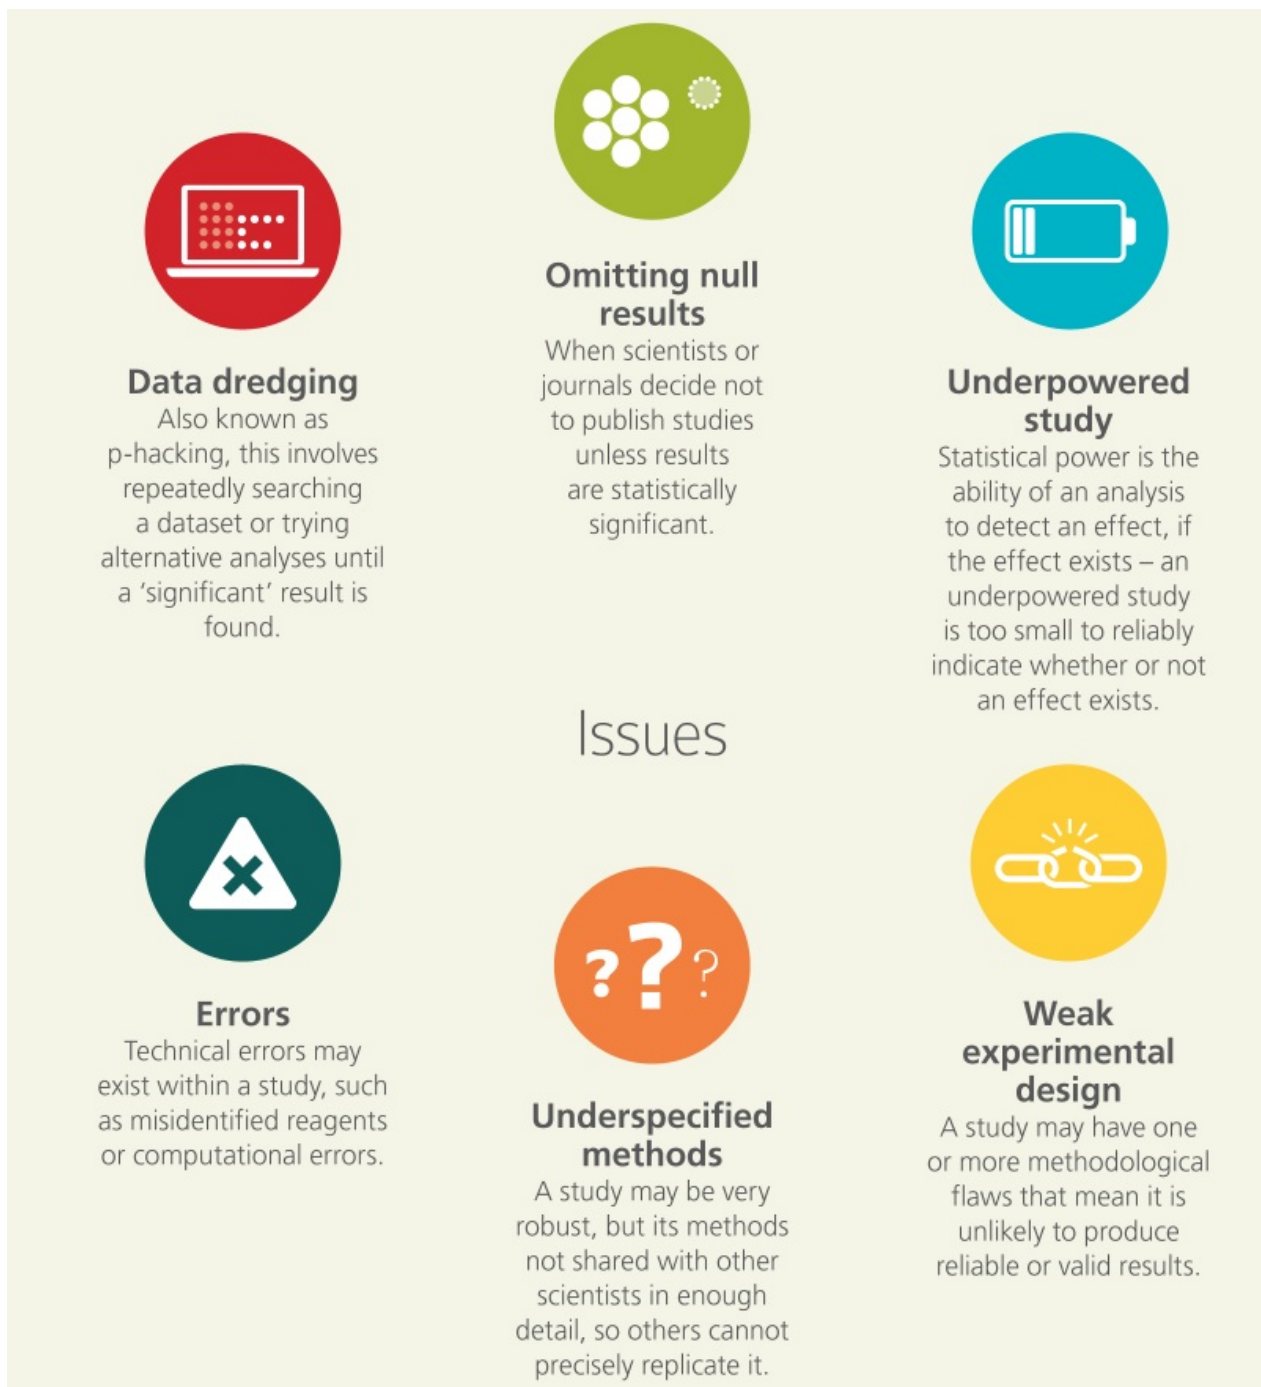 Data dredging
Also known as
p-hacking, this involves
repeatedly searching
a dataset or trying
alternative analyses until
a ‘significant’ result is
found.
Omitting null
results
When scientists or
journals decide not
to publish studies
unless results
are statistically
significant.
Underpowered
study
Statistical power is the
ability of an analysis
to detect an effect, if
the effect exists – an
underpowered study
is too small to reliably
indicate whether or not
an effect exists.
Issues
Errors
Technical errors may
exist within a study, such
as misidentified reagents
or computational errors.
???
Underspecified
methods
A study may be very
robust, but its methods
not shared with other
scientists in enough
detail, so others cannot
precisely replicate it.
Weak
experimental
design
A study may have one
or more methodological
flaws that mean it is
unlikely to produce
reliable or valid results.